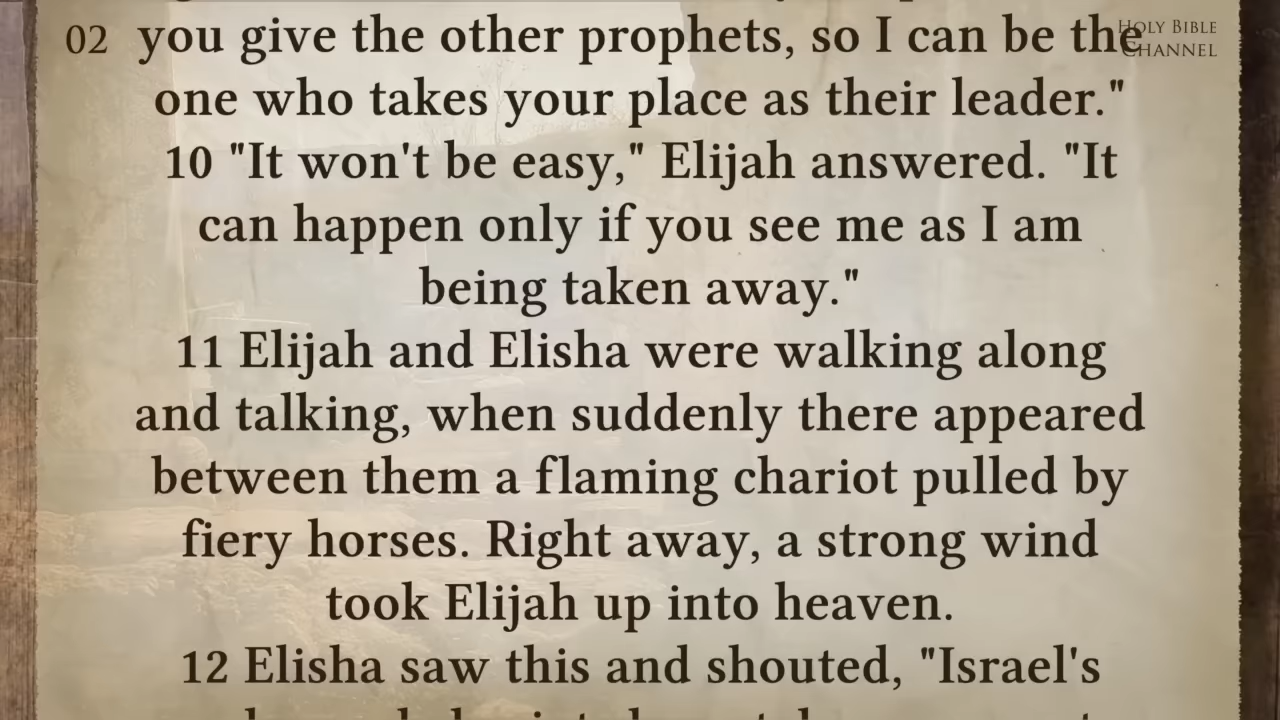 02 you give the other prophets, so I can be the
HOLY BIBLE
CHANNEL
one who takes your place as their leader."
10 "It won't be easy," Elijah answered. "It
can happen only if you see me as I am
being taken away."
11 Elijah and Elisha were walking along
and talking, when suddenly there appeared
between them a flaming chariot pulled by
fiery horses. Right away, a strong wind
took Elijah up into heaven.
12 Elisha saw this and shouted, "Israel's